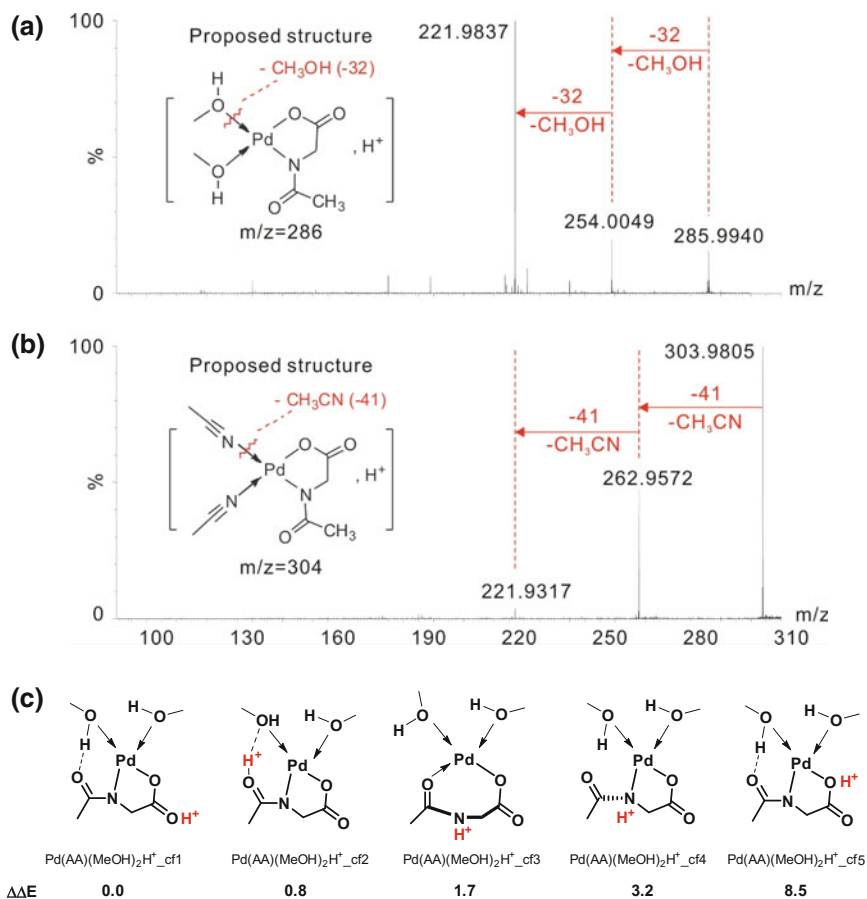 (a)
100
%
0
Proposed structure
- CH₃OH (-32)
H
O
O
O
Pd
N
O
H
O
CH₃
, H⁺
m/z=286
221.9837
-32
-CH₃OH
-32
-CH₃OH
254.0049
285.9940
m/z
(b)
100
%
0
Proposed structure
- CH₃CN (-41)
N
O
O
Pd
N
N
O
CH₃
, H⁺
m/z=304
303.9805
-41
-CH₃CN
-41
-CH₃CN
262.9572
221.9317
m/z
100 130 160 190 220 250 280 310
(c)
O H O
H
Pd
O N O
O H⁺
OH H O
H⁺
Pd
O N O
O
O H O
H
Pd
O O
N O
H⁺
O H O
H
Pd
O N O
H⁺ O
O H O
H
Pd
O N O H⁺
O
Pd(AA)(MeOH)₂H⁺_cf1 Pd(AA)(MeOH)₂H⁺_cf2 Pd(AA)(MeOH)₂H⁺_cf3 Pd(AA)(MeOH)₂H⁺_cf4 Pd(AA)(MeOH)₂H⁺_cf5
ΔΔE 0.0 0.8 1.7 3.2 8.5